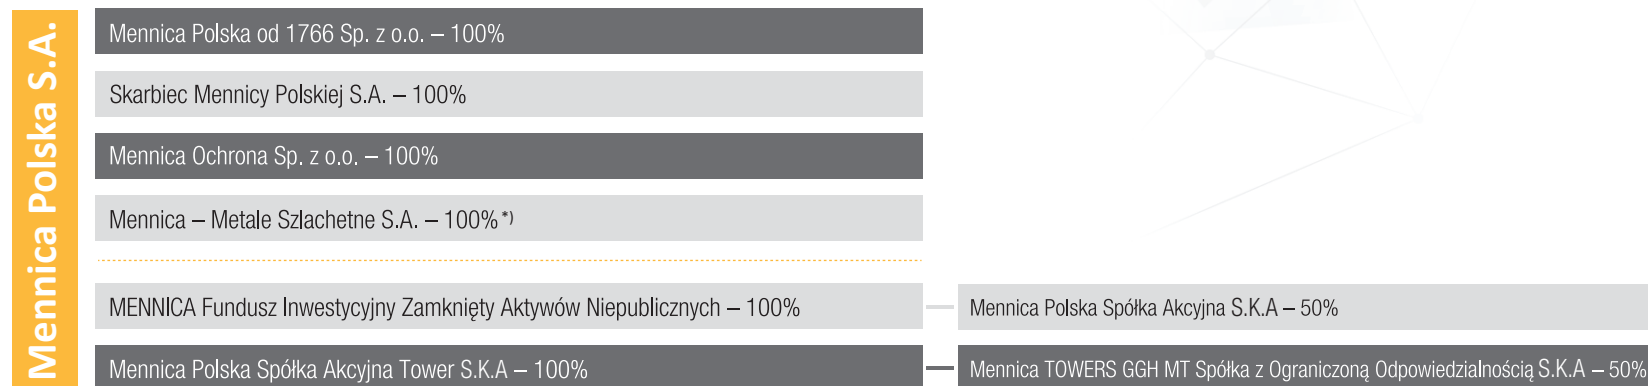 Mennica Polska S.A.
Mennica Polska od 1766 Sp. z o.o. – 100%
Skarbiec Mennicy Polskiej S.A. – 100%
Mennica Ochrona Sp. z o.o. – 100%
Mennica – Metale Szlachetne S.A. – 100% *)
MENNICA Fundusz Inwestycyjny Zamknięty Aktywów Niepublicznych – 100%
Mennica Polska Spółka Akcyjna S.K.A – 50%
Mennica Polska Spółka Akcyjna Tower S.K.A – 100%
Mennica TOWERS GGH MT Spółka z Ograniczoną Odpowiedzialnością S.K.A – 50%